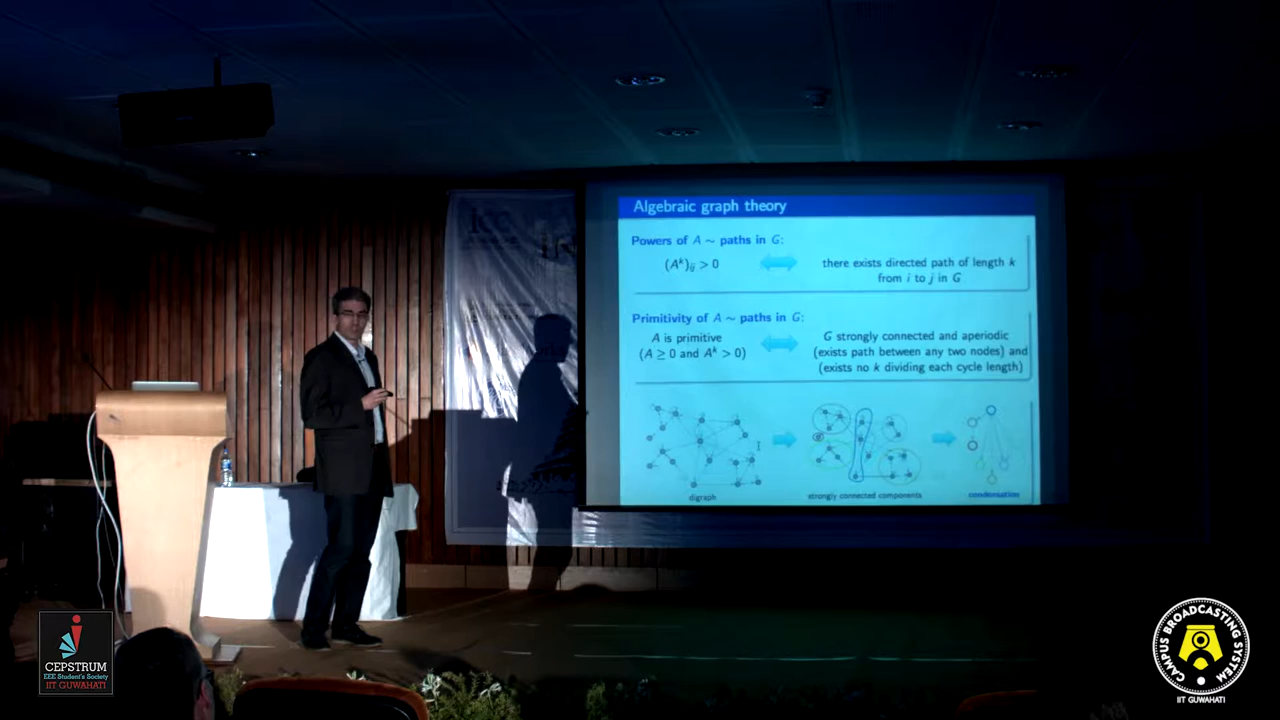 Algebraic graph theory
Powers of A ~ paths in G:
(Aᵏ)ᵢⱼ > 0
there exists directed path of length k
from i to j in G
Primitivity of A ~ paths in G:
A is primitive
(A ≥ 0 and Aᵏ > 0)
G strongly connected and aperiodic
(exists path between any two nodes) and
(exists no k dividing each cycle length)
digraph
strongly connected components
condensation
CEPSTRUM
EEE Student's Society
IIT GUWAHATI
CAMPUS BROADCASTING SYSTEM
IIT GUWAHATI